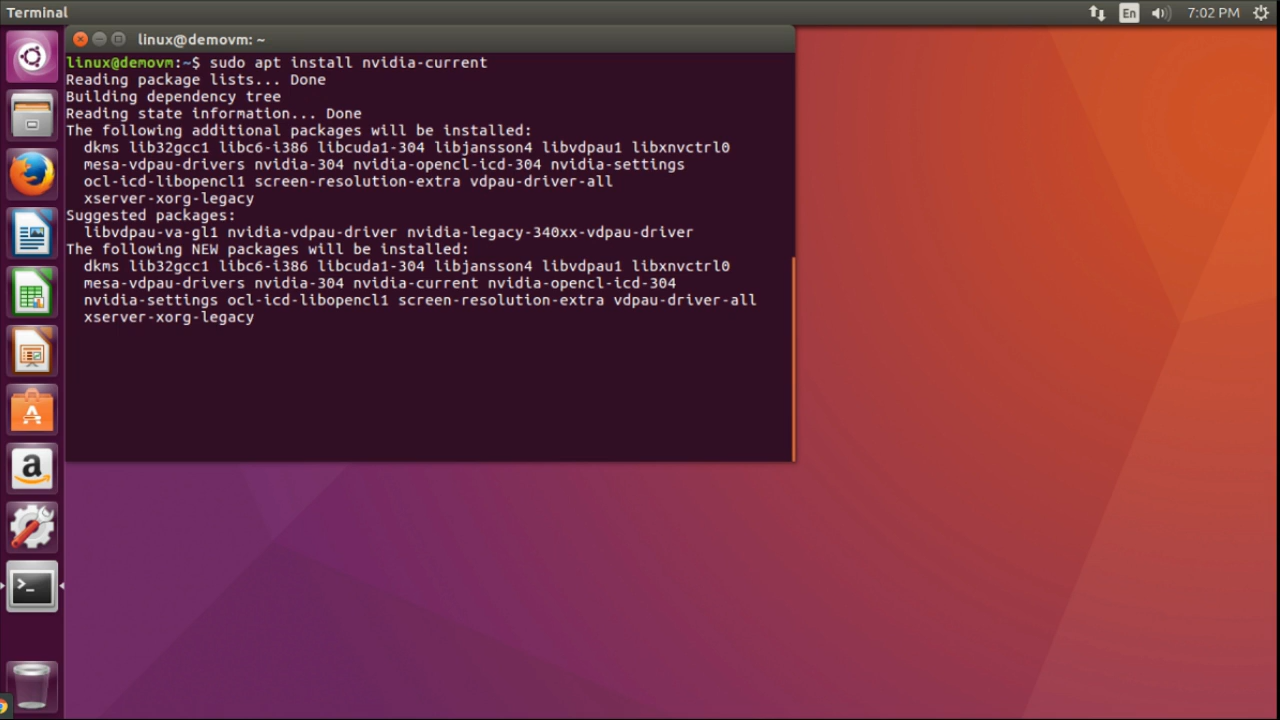 Terminal
En
7:02 PM
linux@demovm: ~
linux@demovm:~$ sudo apt install nvidia-current
Reading package lists... Done
Building dependency tree
Reading state information... Done
The following additional packages will be installed:
dkms lib32gcc1 libc6-i386 libcuda1-304 libjansson4 libvdpau1 libxnvctrl0
mesa-vdpau-drivers nvidia-304 nvidia-opencl-icd-304 nvidia-settings
ocl-icd-libopencl1 screen-resolution-extra vdpau-driver-all
xserver-xorg-legacy
Suggested packages:
libvdpau-va-gl1 nvidia-vdpau-driver nvidia-legacy-340xx-vdpau-driver
The following NEW packages will be installed:
dkms lib32gcc1 libc6-i386 libcuda1-304 libjansson4 libvdpau1 libxnvctrl0
mesa-vdpau-drivers nvidia-304 nvidia-current nvidia-opencl-icd-304
nvidia-settings ocl-icd-libopencl1 screen-resolution-extra vdpau-driver-all
xserver-xorg-legacy
A
a
>_